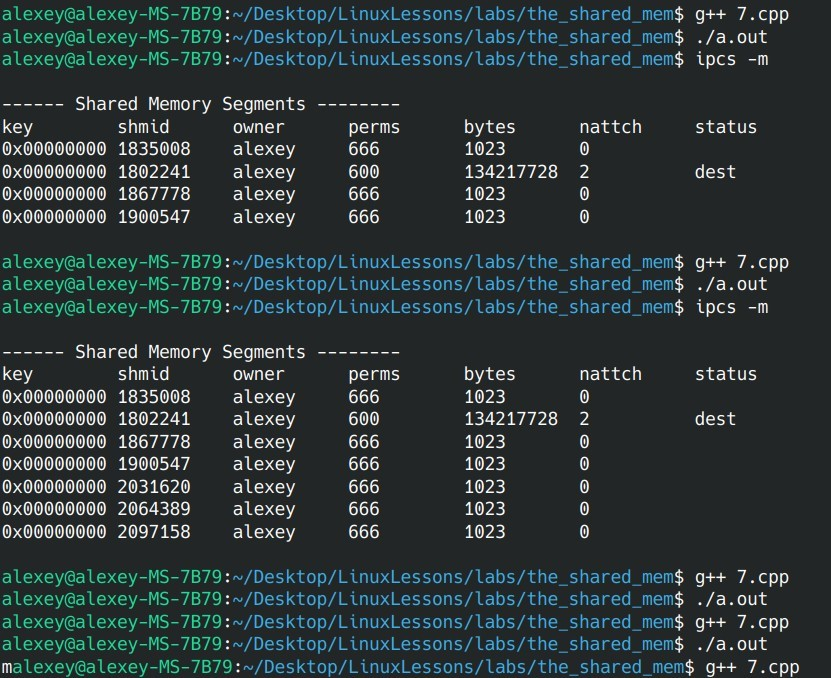 alexey@alexey-MS-7B79:~/Desktop/LinuxLessons/labs/the_shared_mem$ g++ 7.cpp
alexey@alexey-MS-7B79:~/Desktop/LinuxLessons/labs/the_shared_mem$ ./a.out
alexey@alexey-MS-7B79:~/Desktop/LinuxLessons/labs/the_shared_mem$ ipcs -m
------ Shared Memory Segments --------
key shmid owner perms bytes nattch status
0x00000000 1835008 alexey 666 1023 0
0x00000000 1802241 alexey 600 134217728 2 dest
0x00000000 1867778 alexey 666 1023 0
0x00000000 1900547 alexey 666 1023 0
alexey@alexey-MS-7B79:~/Desktop/LinuxLessons/labs/the_shared_mem$ g++ 7.cpp
alexey@alexey-MS-7B79:~/Desktop/LinuxLessons/labs/the_shared_mem$ ./a.out
alexey@alexey-MS-7B79:~/Desktop/LinuxLessons/labs/the_shared_mem$ ipcs -m
------ Shared Memory Segments --------
key shmid owner perms bytes nattch status
0x00000000 1835008 alexey 666 1023 0
0x00000000 1802241 alexey 600 134217728 2 dest
0x00000000 1867778 alexey 666 1023 0
0x00000000 1900547 alexey 666 1023 0
0x00000000 2031620 alexey 666 1023 0
0x00000000 2064389 alexey 666 1023 0
0x00000000 2097158 alexey 666 1023 0
alexey@alexey-MS-7B79:~/Desktop/LinuxLessons/labs/the_shared_mem$ g++ 7.cpp
alexey@alexey-MS-7B79:~/Desktop/LinuxLessons/labs/the_shared_mem$ ./a.out
alexey@alexey-MS-7B79:~/Desktop/LinuxLessons/labs/the_shared_mem$ g++ 7.cpp
alexey@alexey-MS-7B79:~/Desktop/LinuxLessons/labs/the_shared_mem$ ./a.out
malexey@alexey-MS-7B79:~/Desktop/LinuxLessons/labs/the_shared_mem$ g++ 7.cpp